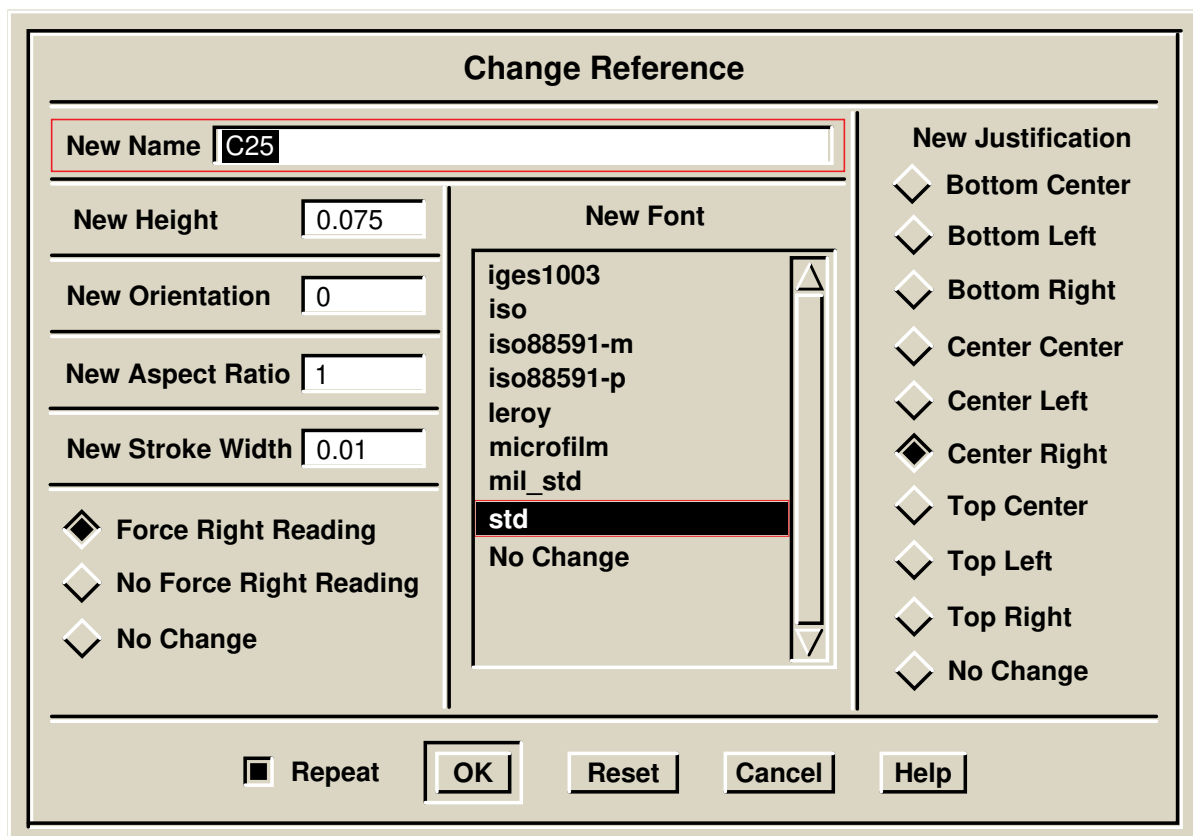 Change Reference
New Name C25
New Height 0.075
New Orientation 0
New Aspect Ratio 1
New Stroke Width 0.01
Force Right Reading
No Force Right Reading
No Change
New Font
iges1003
iso
iso88591-m
iso88591-p
leroy
microfilm
mil_std
std
No Change
New Justification
Bottom Center
Bottom Left
Bottom Right
Center Center
Center Left
Center Right
Top Center
Top Left
Top Right
No Change
Repeat OK Reset Cancel Help